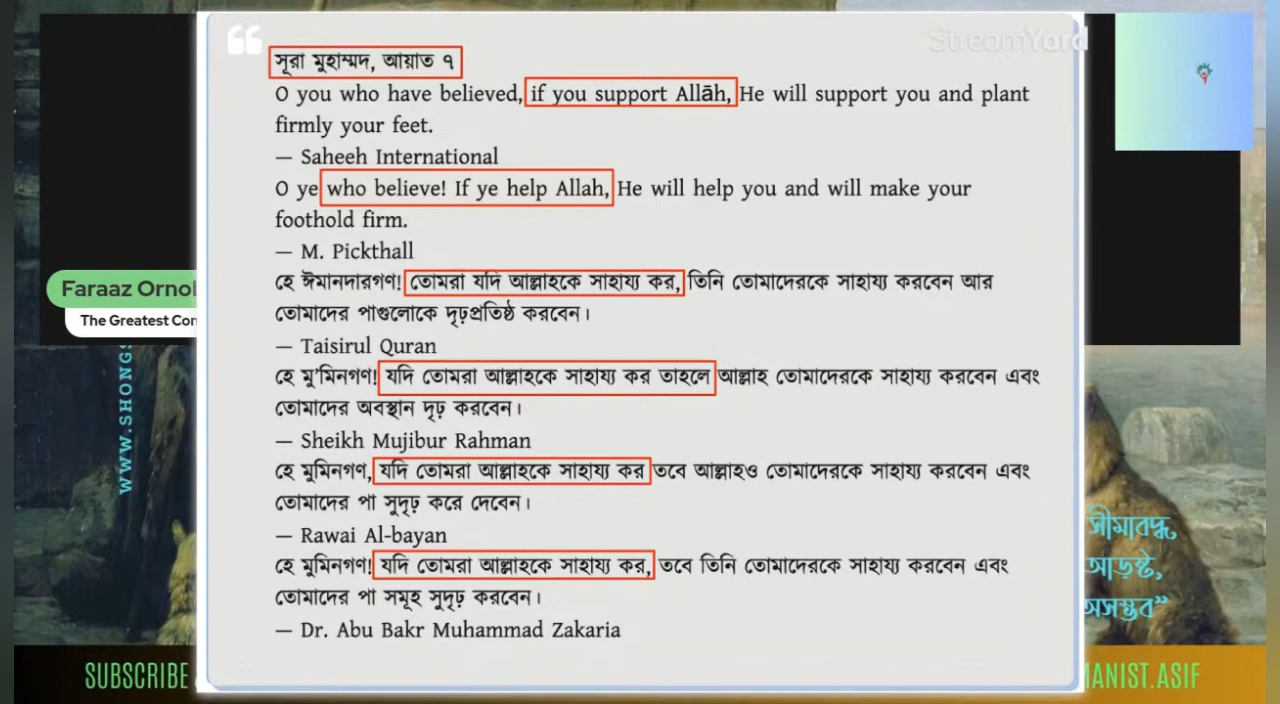 StreamYard
সূরা মুহাম্মদ, আয়াত ৭
O you who have believed, if you support Allāh, He will support you and plant
firmly your feet.
— Saheeh International
O ye who believe! If ye help Allah, He will help you and will make your
foothold firm.
— M. Pickthall
হে ঈমানদারগণ! তোমরা যদি আল্লাহকে সাহায্য কর, তিনি তোমাদেরকে সাহায্য করবেন আর
তোমাদের পাগুলোকে দৃঢ়প্রতিষ্ঠ করবেন।
— Taisirul Quran
হে মু’মিনগণ! যদি তোমরা আল্লাহকে সাহায্য কর তাহলে আল্লাহ তোমাদেরকে সাহায্য করবেন এবং
তোমাদের অবস্থান দৃঢ় করবেন।
— Sheikh Mujibur Rahman
হে মুমিনগণ, যদি তোমরা আল্লাহকে সাহায্য কর তবে আল্লাহও তোমাদেরকে সাহায্য করবেন এবং
তোমাদের পা সুদৃঢ় করে দেবেন।
— Rawai Al-bayan
হে মুমিনগণ! যদি তোমরা আল্লাহকে সাহায্য কর, তবে তিনি তোমাদেরকে সাহায্য করবেন এবং
তোমাদের পা সমূহ সুদৃঢ় করবেন।
— Dr. Abu Bakr Muhammad Zakaria
Faraaz Ornol
The Greatest Con
WWW.SHONGS
সীমাবদ্ধ,
আড়ষ্ট,
অসম্ভব”
SUBSCRIBE
MANIST.ASIF